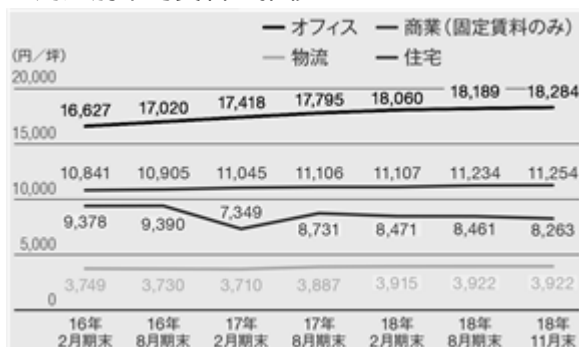 オフィス 商業(固定賃料のみ)
物流 住宅
(円/坪)
20,000
16,627 17,020 17,418 17,795 18,060 18,189 18,284
15,000
10,841 10,905 11,045 11,106 11,107 11,234 11,254
10,000
9,378 9,390 7,349 8,731 8,471 8,461 8,263
5,000
3,749 3,730 3,710 3,887 3,915 3,922 3,922
0
16年 16年 17年 17年 18年 18年 18年
2月期末 8月期末 2月期末 8月期末 2月期末 8月期末 11月末